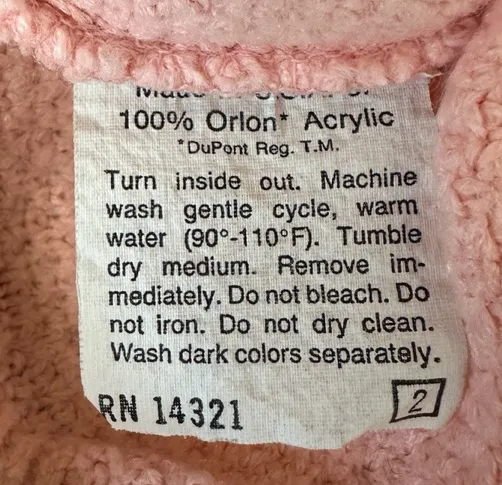 100% Orlon* Acrylic
*DuPont Reg. T.M.
Turn inside out. Machine
wash gentle cycle, warm
water (90°-110°F). Tumble
dry medium. Remove im-
mediately. Do not bleach. Do
not iron. Do not dry clean.
Wash dark colors separately.
RN 14321
2